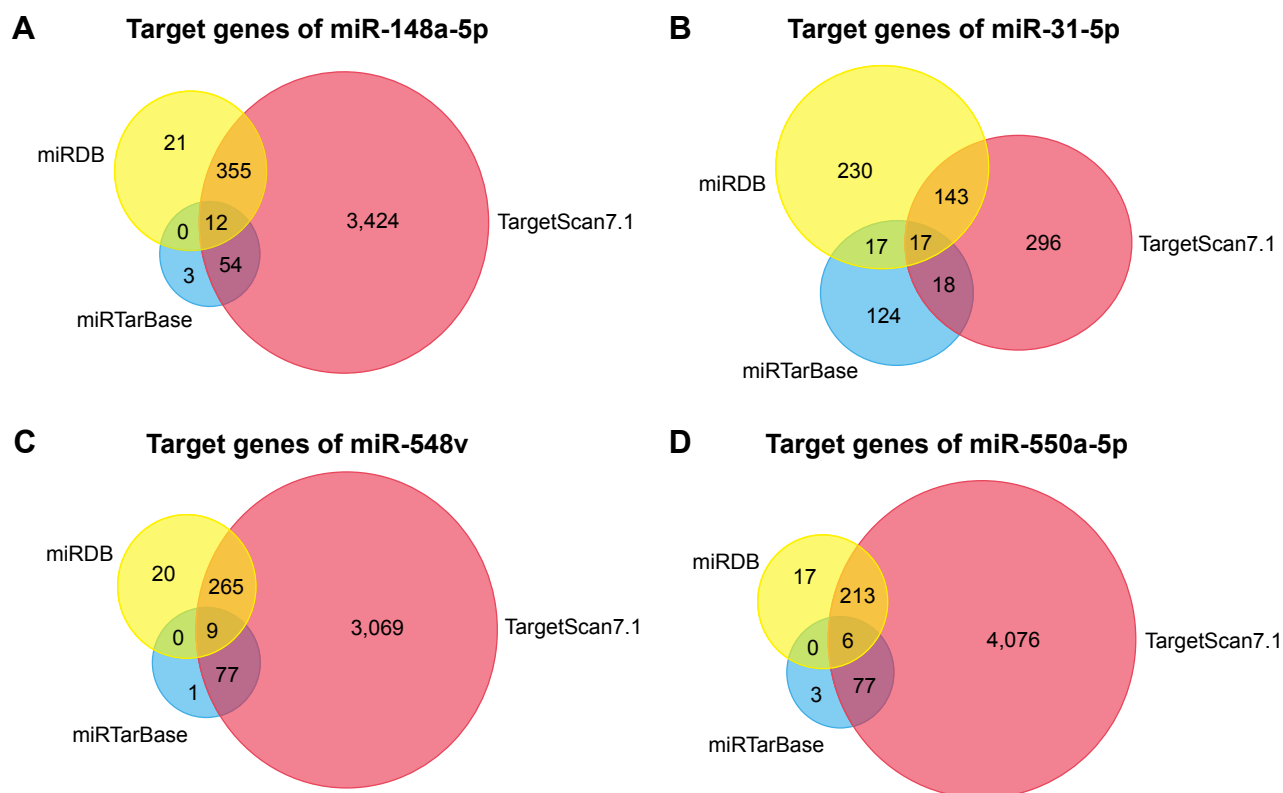 A
Target genes of miR-148a-5p
21
miRDB
355
12
3,424
TargetScan7.1
0
54
3
miRTarBase
B
Target genes of miR-31-5p
230
miRDB
143
17
17
296
TargetScan7.1
18
124
miRTarBase
C
Target genes of miR-548v
miRDB
20
265
0
9
3,069
TargetScan7.1
77
1
miRTarBase
D
Target genes of miR-550a-5p
miRDB
17
213
0
6
4,076
TargetScan7.1
3
77
miRTarBase